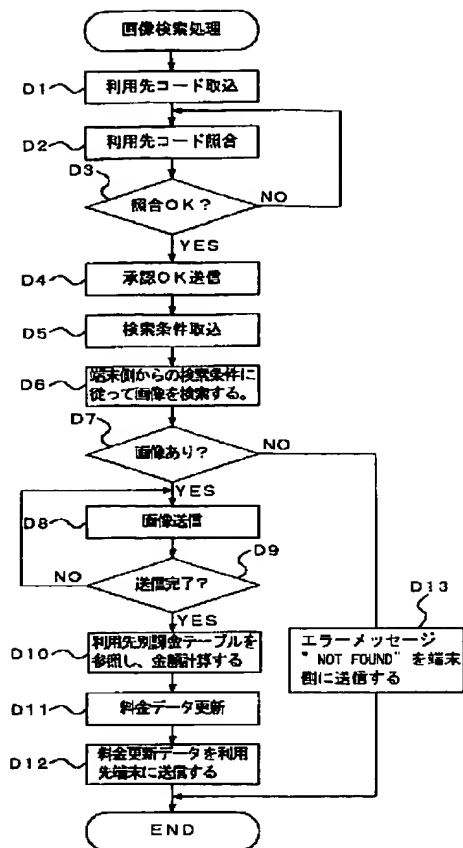 画像検索処理
D1
利用先コード取込
D2
利用先コード照合
D3
照合OK?
NO
YES
D4
承認OK送信
D5
検索条件取込
D6
端末側からの検索条件に
従って画像を検索する。
D7
画像あり?
NO
YES
D8
画像送信
D9
送信完了?
NO
YES
D10
利用先別課金テーブルを
参照し、金額計算する
D13
エラーメッセージ
"NOT FOUND"を端末
側に送信する
D11
料金データ更新
D12
料金更新データを利用
先端末に送信する
END